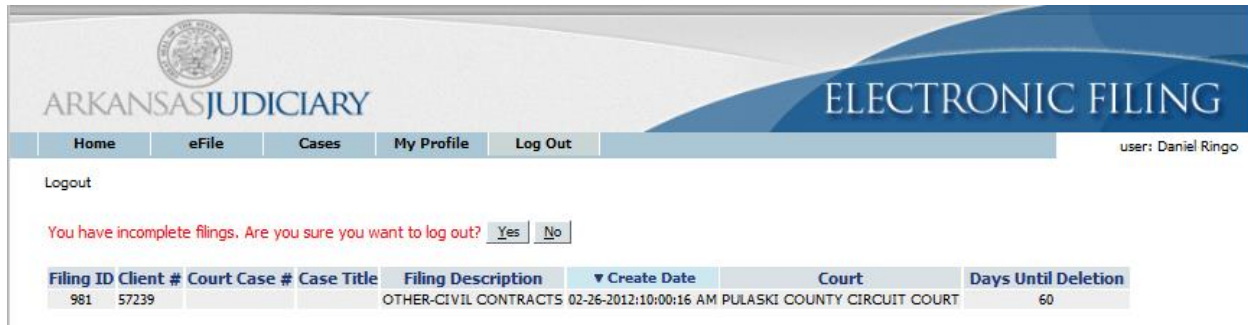 ARKANSASJUDICIARY
ELECTRONIC FILING
Home eFile Cases My Profile Log Out
user: Daniel Ringo
Logout
You have incomplete filings. Are you sure you want to log out? Yes No
Filing ID Client # Court Case # Case Title Filing Description ▼ Create Date Court Days Until Deletion
981 57239 OTHER-CIVIL CONTRACTS 02-26-2012:10:00:16 AM PULASKI COUNTY CIRCUIT COURT 60